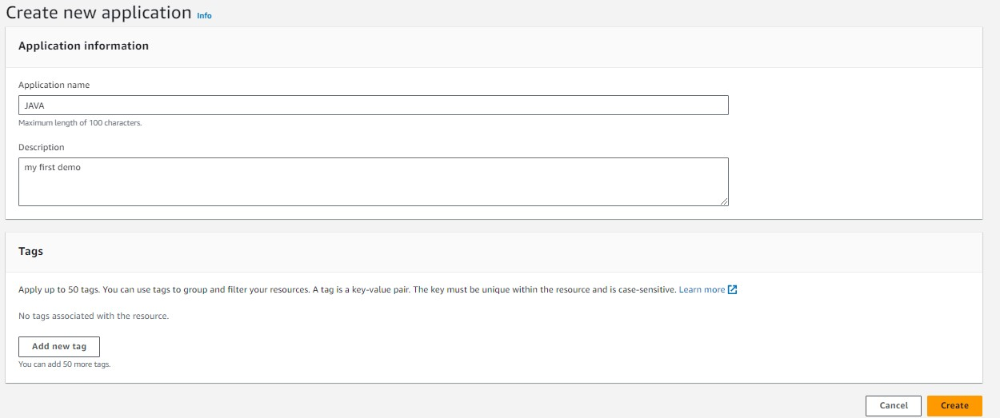 Create new application Info
Application information
Application name
JAVA
Maximum length of 100 characters.
Description
my first demo
Tags
Apply up to 50 tags. You can use tags to group and filter your resources. A tag is a key-value pair. The key must be unique within the resource and is case-sensitive. Learn more
No tags associated with the resource.
Add new tag
You can add 50 more tags.
Cancel Create